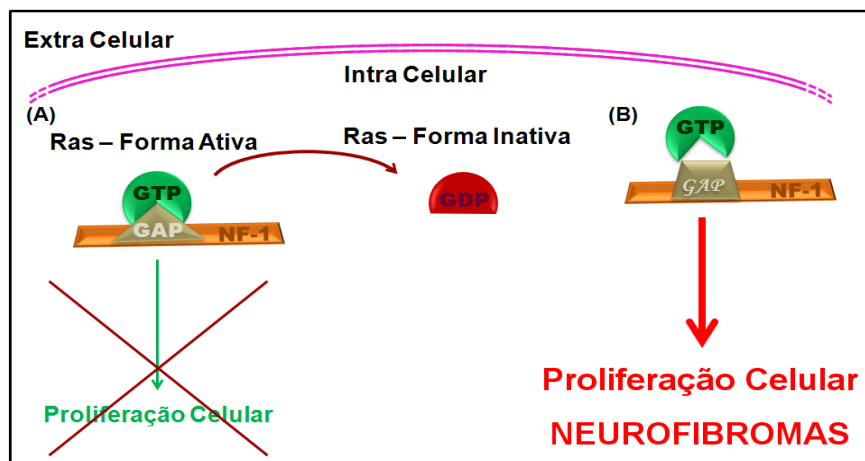 Extra Celular
Intra Celular
(A)
Ras – Forma Ativa
Ras – Forma Inativa
(B)
GTP
GAP
NF-1
GDP
GTP
GAP
NF-1
Proliferação Celular
Proliferação Celular
NEUROFIBROMAS